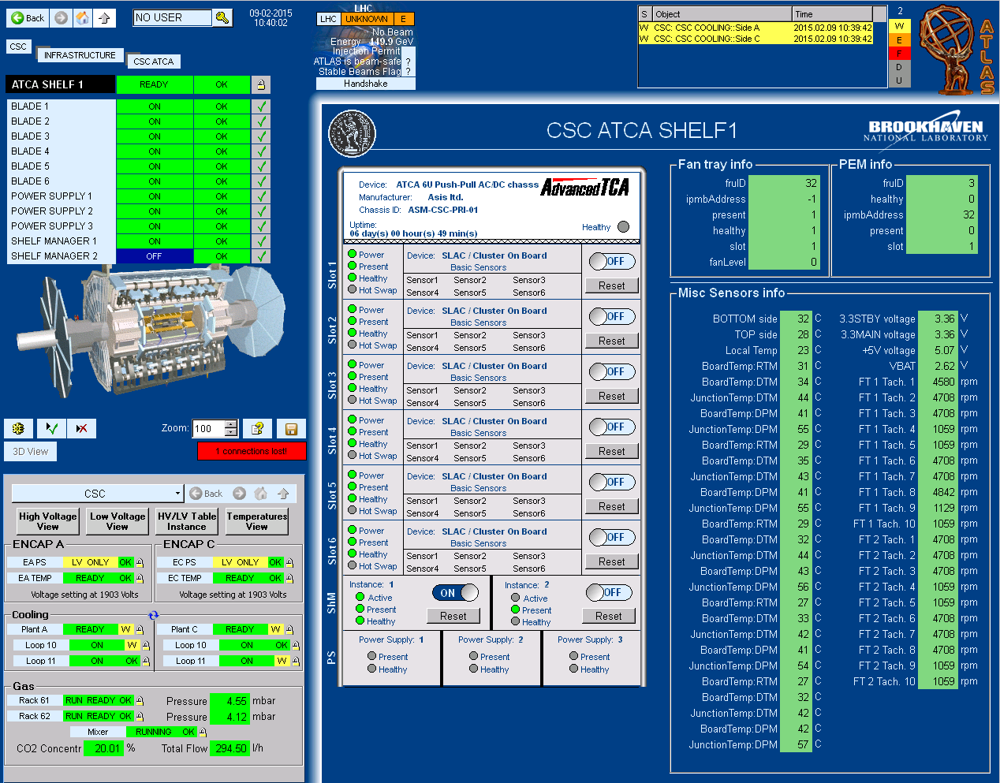 Back
NO USER
09-02-2015
10:40:02
LHC
LHC UNKNOWN E
No Beam
Energy 449.9 GeV
Injection Permit
ATLAS is beam-safe ?
Stable Beams Flag ?
Handshake
S Object Time
W CSC: CSC COOLING::Side A 2015.02.09 10:39:42
W CSC: CSC COOLING::Side C 2015.02.09 10:39:42
2
W
E
F
D
U
ATLAS
CSC
INFRASTRUCTURE
CSC ATCA
ATCA SHELF 1 READY OK
BLADE 1 ON OK
BLADE 2 ON OK
BLADE 3 ON OK
BLADE 4 ON OK
BLADE 5 ON OK
BLADE 6 ON OK
POWER SUPPLY 1 ON OK
POWER SUPPLY 2 ON OK
POWER SUPPLY 3 ON OK
SHELF MANAGER 1 ON OK
SHELF MANAGER 2 OFF OK
Zoom: 100
3D View
1 connections lost!
CSC
Back
High Voltage View
Low Voltage View
HV/LV Table Instance
Temperatures View
ENCAP A
EA PS LV ONLY OK
EA TEMP READY OK
Voltage setting at 1903 Volts
ENCAP C
EC PS LV ONLY OK
EC TEMP READY OK
Voltage setting at 1903 Volts
Cooling
Plant A READY W
Loop 10 ON W
Loop 11 ON OK
Plant C READY W
Loop 10 ON OK
Loop 11 ON W
Gas
Rack 61 RUN READY OK Pressure 4.55 mbar
Rack 62 RUN READY OK Pressure 4.12 mbar
Mixer RUNNING OK
CO2 Concentr 20.01 % Total Flow 294.50 l/h
CSC ATCA SHELF1
BROOKHAVEN
NATIONAL LABORATORY
Device: ATCA 6U Push-Pull AC/DC chasss
Manufacturer: Asis ltd.
Chassis ID: ASM-CSC-PRI-01
AdvancedTCA
Uptime:
06 day(s) 00 hour(s) 49 min(s)
Healthy
Slot 1
Power
Present
Healthy
Hot Swap
Device: SLAC / Cluster On Board
Basic Sensors
Sensor1 Sensor2 Sensor3
Sensor4 Sensor5 Sensor6
OFF
Reset
Slot 2
Power
Present
Healthy
Hot Swap
Device: SLAC / Cluster On Board
Basic Sensors
Sensor1 Sensor2 Sensor3
Sensor4 Sensor5 Sensor6
OFF
Reset
Slot 3
Power
Present
Healthy
Hot Swap
Device: SLAC / Cluster On Board
Basic Sensors
Sensor1 Sensor2 Sensor3
Sensor4 Sensor5 Sensor6
OFF
Reset
Slot 4
Power
Present
Healthy
Hot Swap
Device: SLAC / Cluster On Board
Basic Sensors
Sensor1 Sensor2 Sensor3
Sensor4 Sensor5 Sensor6
OFF
Reset
Slot 5
Power
Present
Healthy
Hot Swap
Device: SLAC / Cluster On Board
Basic Sensors
Sensor1 Sensor2 Sensor3
Sensor4 Sensor5 Sensor6
OFF
Reset
Slot 6
Power
Present
Healthy
Hot Swap
Device: SLAC / Cluster On Board
Basic Sensors
Sensor1 Sensor2 Sensor3
Sensor4 Sensor5 Sensor6
OFF
Reset
ShM
Instance: 1
Active
Present
Healthy
ON
Reset
Instance: 2
Active
Present
Healthy
OFF
Reset
PS
Power Supply: 1
Present
Healthy
Power Supply: 2
Present
Healthy
Power Supply: 3
Present
Healthy
Fan tray info
fruID 32
ipmbAddress -1
present 1
healthy 1
slot 1
fanLevel 0
PEM info
fruID 3
healthy 0
ipmbAddress 32
present 0
slot 1
Misc Sensors info
BOTTOM side 32 C
TOP side 28 C
Local Temp 23 C
BoardTemp:RTM 31 C
BoardTemp:DTM 34 C
JunctionTemp:DTM 44 C
BoardTemp:DPM 41 C
JunctionTemp:DPM 55 C
BoardTemp:RTM 29 C
BoardTemp:DTM 35 C
JunctionTemp:DTM 43 C
BoardTemp:DPM 41 C
JunctionTemp:DPM 55 C
BoardTemp:RTM 29 C
BoardTemp:DTM 32 C
JunctionTemp:DTM 44 C
BoardTemp:DPM 43 C
JunctionTemp:DPM 56 C
BoardTemp:RTM 27 C
BoardTemp:DTM 33 C
JunctionTemp:DTM 42 C
BoardTemp:DPM 41 C
JunctionTemp:DPM 54 C
BoardTemp:RTM 27 C
BoardTemp:DTM 32 C
JunctionTemp:DTM 42 C
BoardTemp:DPM 42 C
JunctionTemp:DPM 57 C
3.3STBY voltage 3.36 V
3.3MAIN voltage 3.36 V
+5V voltage 5.07 V
VBAT 2.62 V
FT 1 Tach. 1 4580 rpm
FT 1 Tach. 2 4708 rpm
FT 1 Tach. 3 4708 rpm
FT 1 Tach. 4 1059 rpm
FT 1 Tach. 5 1059 rpm
FT 1 Tach. 6 4708 rpm
FT 1 Tach. 7 4708 rpm
FT 1 Tach. 8 4842 rpm
FT 1 Tach. 9 1129 rpm
FT 1 Tach. 10 1059 rpm
FT 2 Tach. 1 4708 rpm
FT 2 Tach. 2 4708 rpm
FT 2 Tach. 3 4708 rpm
FT 2 Tach. 4 1059 rpm
FT 2 Tach. 5 1059 rpm
FT 2 Tach. 6 4708 rpm
FT 2 Tach. 7 4708 rpm
FT 2 Tach. 8 4708 rpm
FT 2 Tach. 9 1059 rpm
FT 2 Tach. 10 1059 rpm